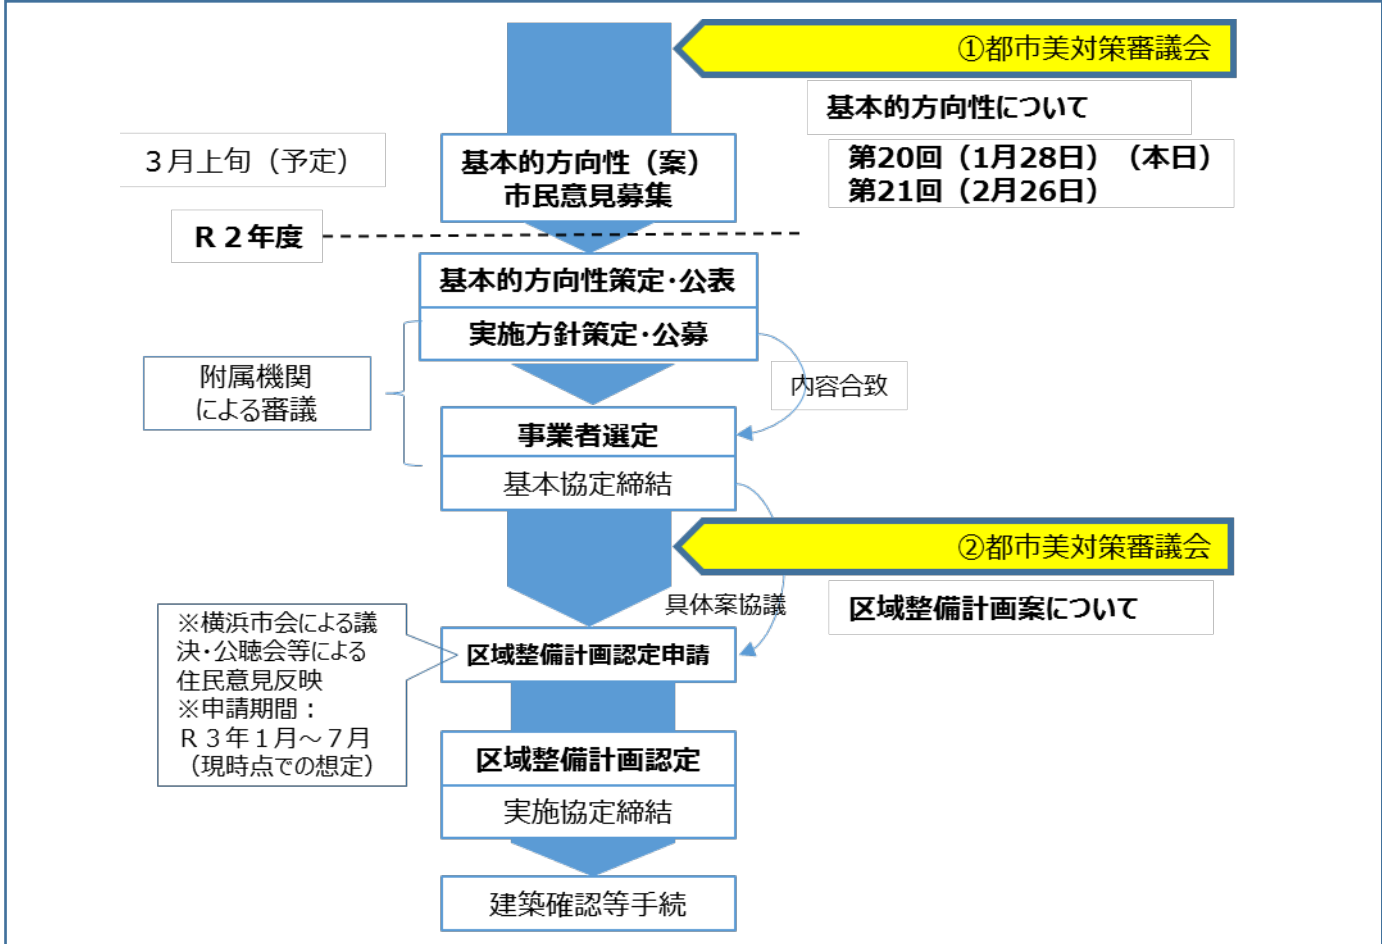 ①都市美対策審議会
基本的方向性について
第20回（1月28日）（本日）
第21回（2月26日）
３月上旬（予定）
基本的方向性（案）
市民意見募集
Ｒ２年度
基本的方向性策定･公表
実施方針策定･公募
附属機関
による審議
内容合致
事業者選定
基本協定締結
②都市美対策審議会
区域整備計画案について
具体案協議
※横浜市会による議
決･公聴会等による
住民意見反映
※申請期間：
Ｒ３年１月～７月
（現時点での想定）
区域整備計画認定申請
区域整備計画認定
実施協定締結
建築確認等手続